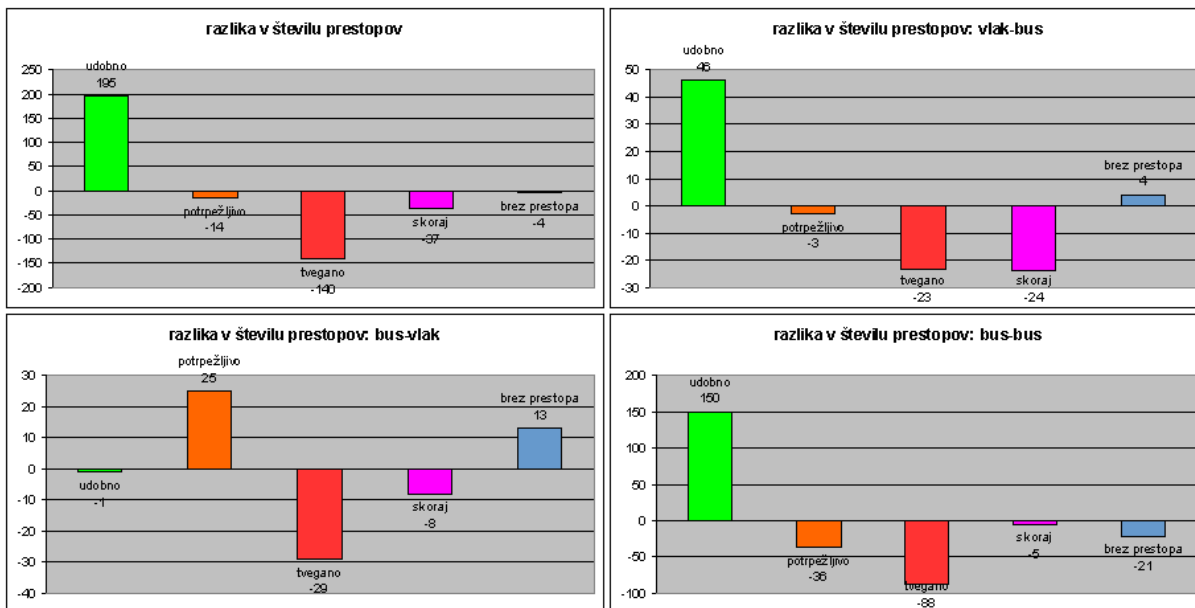 razlika v številu prestopov
250
200
150
100
50
0
-50
-100
-150
-200
udobno
195
potrpežljivo
-14
tvegano
-140
skoraj
-37
brez prestopa
-4
razlika v številu prestopov: vlak-bus
50
40
30
20
10
0
-10
-20
-30
udobno
46
potrpežljivo
-3
tvegano
-23
skoraj
-24
brez prestopa
4
razlika v številu prestopov: bus-vlak
30
20
10
0
-10
-20
-30
-40
udobno
-1
potrpežljivo
25
tvegano
-29
skoraj
-8
brez prestopa
13
razlika v številu prestopov: bus-bus
200
150
100
50
0
-50
-100
udobno
150
potrpežljivo
-36
tvegano
-88
skoraj
-5
brez prestopa
-21